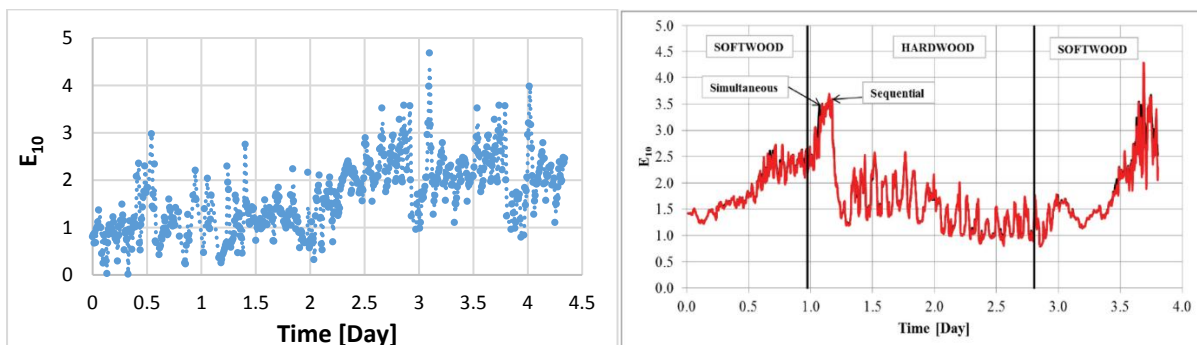 5
4
3
2
1
0
E10
0 0.5 1 1.5 2 2.5 3 3.5 4 4.5
Time [Day]
5.0
4.5
4.0
3.5
3.0
2.5
2.0
1.5
1.0
0.5
0.0
E10
SOFTWOOD HARDWOOD SOFTWOOD
Simultaneous
Sequential
0.0 0.5 1.0 1.5 2.0 2.5 3.0 3.5 4.0
Time [Day]